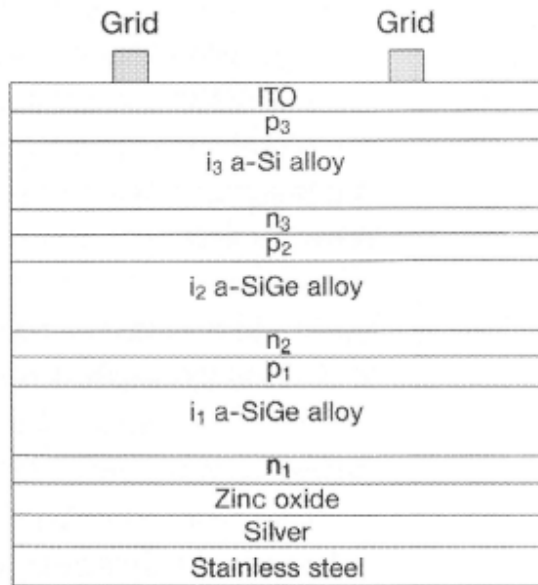 Grid Grid
ITO
p₃
i₃ a-Si alloy
n₃
p₂
i₂ a-SiGe alloy
n₂
p₁
i₁ a-SiGe alloy
n₁
Zinc oxide
Silver
Stainless steel